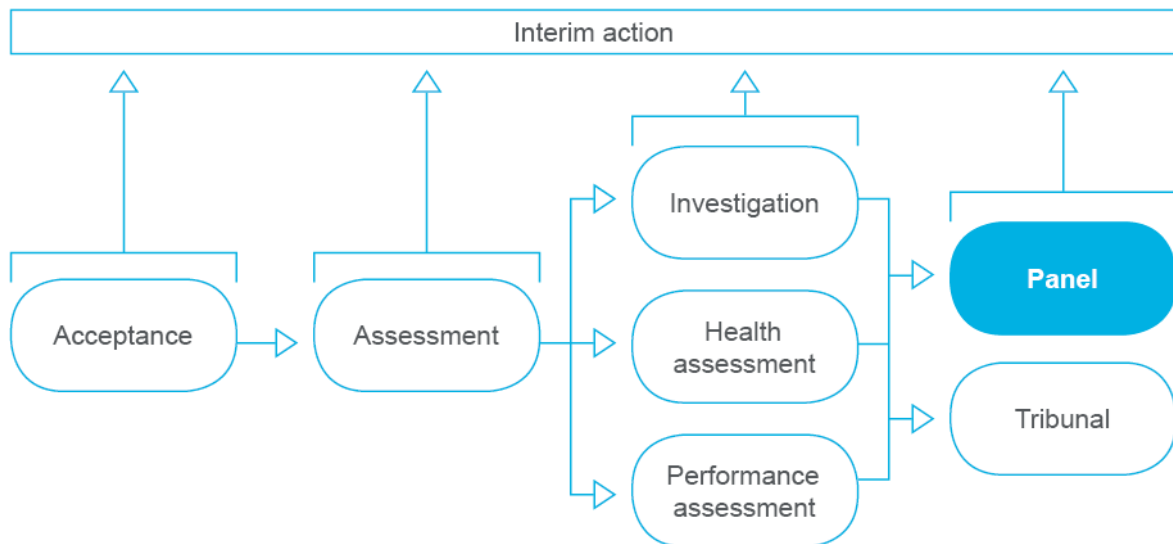 Interim action
Acceptance
Assessment
Investigation
Health
assessment
Performance
assessment
Panel
Tribunal